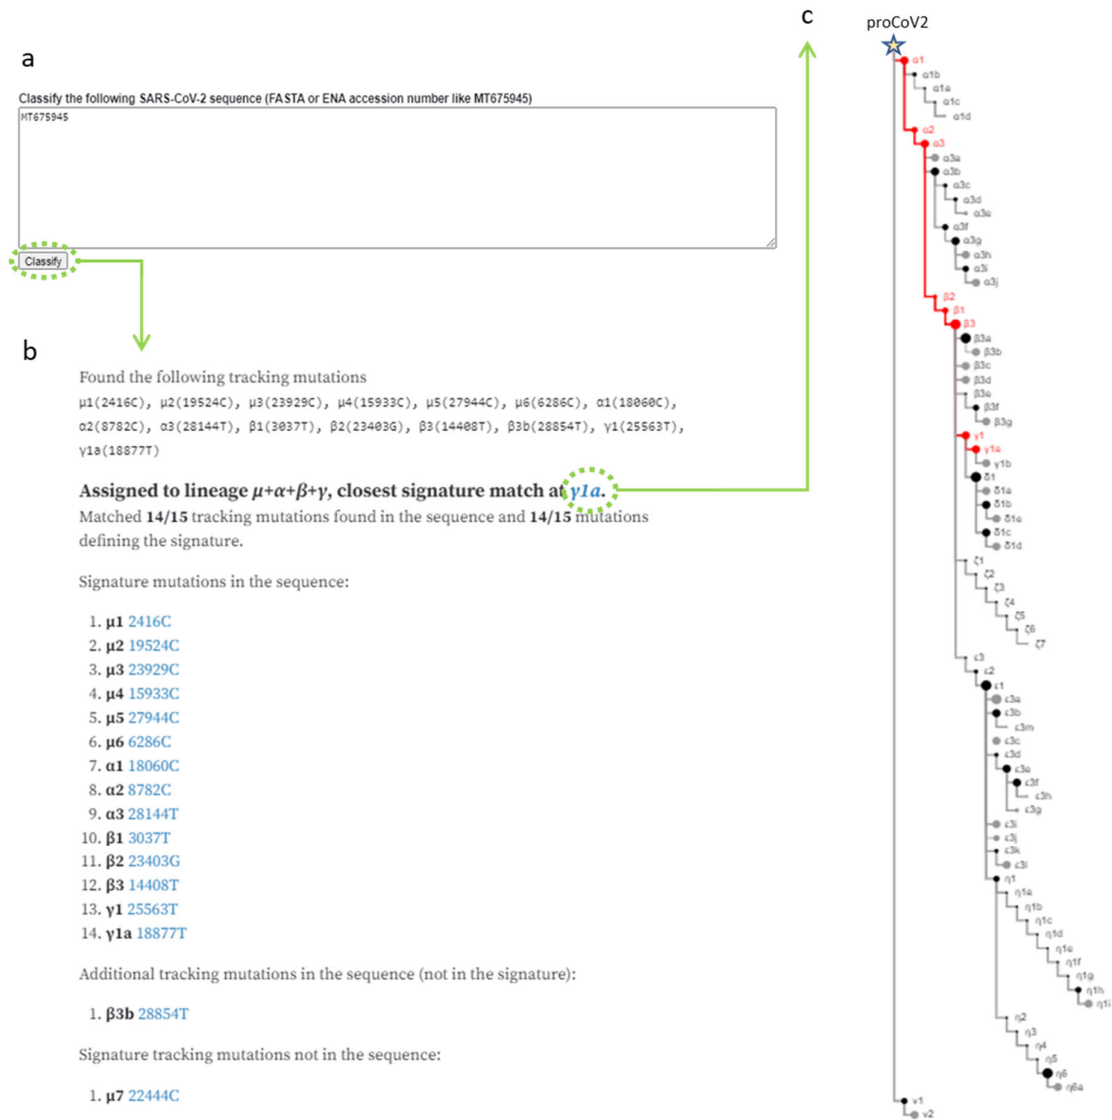 a
Classify the following SARS-CoV-2 sequence (FASTA or ENA accession number like MT675945)
MT675945
Classify
b
Found the following tracking mutations
μ1(2416C), μ2(19524C), μ3(23929C), μ4(15933C), μ5(27944C), μ6(6286C), α1(18060C),
α2(8782C), α3(28144T), β1(3037T), β2(23403G), β3(14408T), β3b(28854T), γ1(25563T),
γ1a(18877T)
Assigned to lineage μ+α+β+γ, closest signature match at γ1a.
Matched 14/15 tracking mutations found in the sequence and 14/15 mutations
defining the signature.
Signature mutations in the sequence:
1. μ1 2416C
2. μ2 19524C
3. μ3 23929C
4. μ4 15933C
5. μ5 27944C
6. μ6 6286C
7. α1 18060C
8. α2 8782C
9. α3 28144T
10. β1 3037T
11. β2 23403G
12. β3 14408T
13. γ1 25563T
14. γ1a 18877T
Additional tracking mutations in the sequence (not in the signature):
1. β3b 28854T
Signature tracking mutations not in the sequence:
1. μ7 22444C
c
proCoV2
α1
α1b
α1a
α1c
α1d
α2
α3
α3a
α3b
α3c
α3d
α3e
α3f
α3g
α3h
α3i
α3j
β2
β1
β3
β3a
β3b
β3c
β3d
β3e
β3f
β3g
γ1
γ1a
γ1b
δ1
δ1a
δ1b
δ1e
δ1c
δ1d
ζ1
ζ2
ζ3
ζ4
ζ5
ζ6
ζ7
ε3
ε2
ε1
ε3a
ε3b
ε3m
ε3c
ε3d
ε3e
ε3f
ε3h
ε3g
ε3i
ε3j
ε3k
ε3l
η1
η1a
η1b
η1c
η1d
η1e
η1f
η1g
η1h
η1i
η2
η3
η4
η5
η6
η6a
ν1
ν2